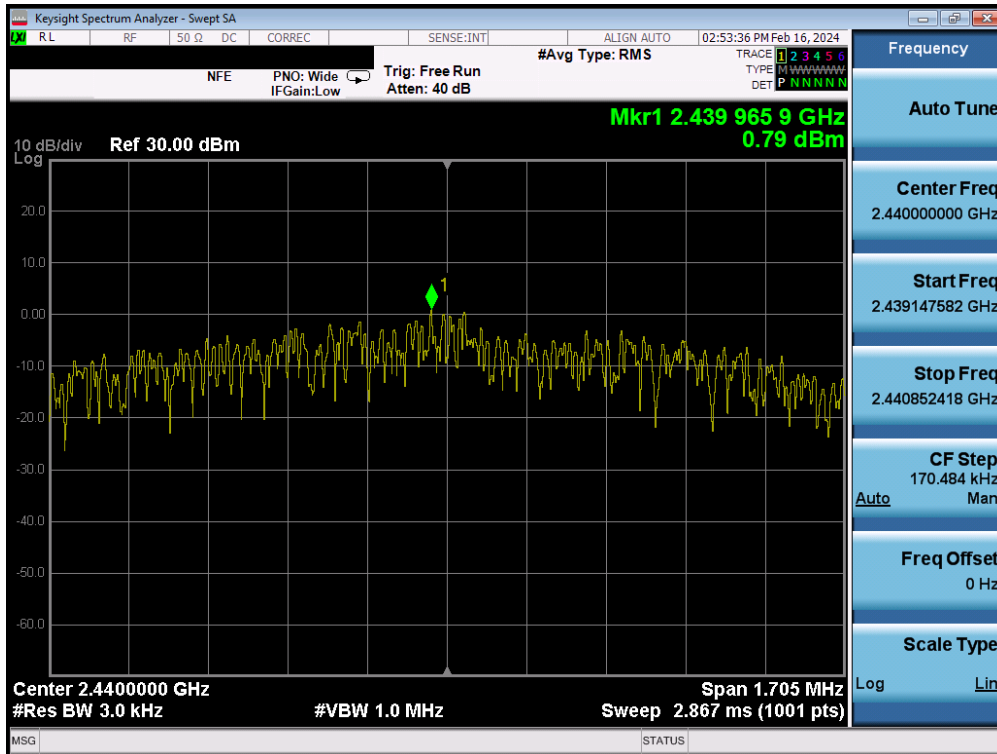 Keysight Spectrum Analyzer - Swept SA
LXI RL RF 50 Ω DC CORREC SENSE:INT ALIGN AUTO 02:53:36 PM Feb 16, 2024
NFE PNO: Wide Trig: Free Run #Avg Type: RMS TRACE 1 2 3 4 5 6
IFGain:Low Atten: 40 dB TYPE M WWWWW
DET P N N N N N
Mkr1 2.439 965 9 GHz
0.79 dBm
10 dB/div Ref 30.00 dBm
Log
20.0
10.0
1
0.00
-10.0
-20.0
-30.0
-40.0
-50.0
-60.0
Center 2.4400000 GHz Span 1.705 MHz
#Res BW 3.0 kHz #VBW 1.0 MHz Sweep 2.867 ms (1001 pts)
MSG STATUS
Frequency
Auto Tune
Center Freq
2.440000000 GHz
Start Freq
2.439147582 GHz
Stop Freq
2.440852418 GHz
CF Step
170.484 kHz
Auto Man
Freq Offset
0 Hz
Scale Type
Log Lin